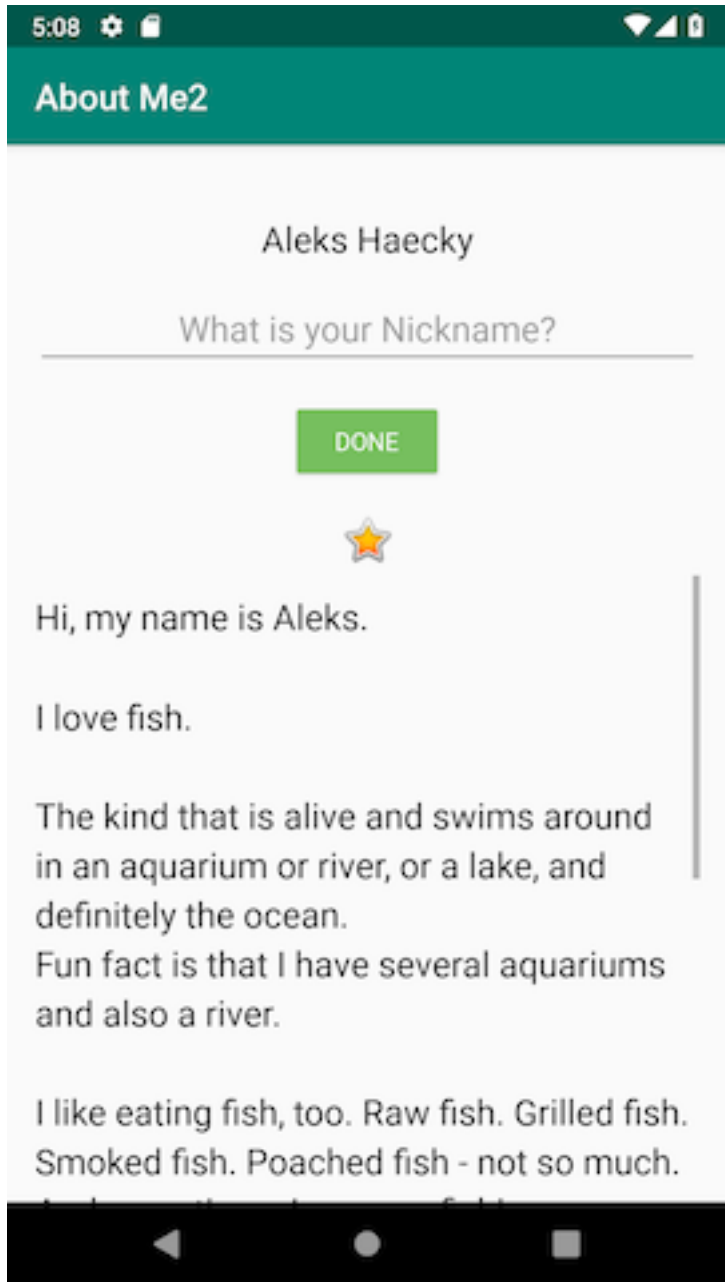 5:08
About Me2
Aleks Haecky
What is your Nickname?
DONE
Hi, my name is Aleks.
I love fish.
The kind that is alive and swims around
in an aquarium or river, or a lake, and
definitely the ocean.
Fun fact is that I have several aquariums
and also a river.
I like eating fish, too. Raw fish. Grilled fish.
Smoked fish. Poached fish - not so much.